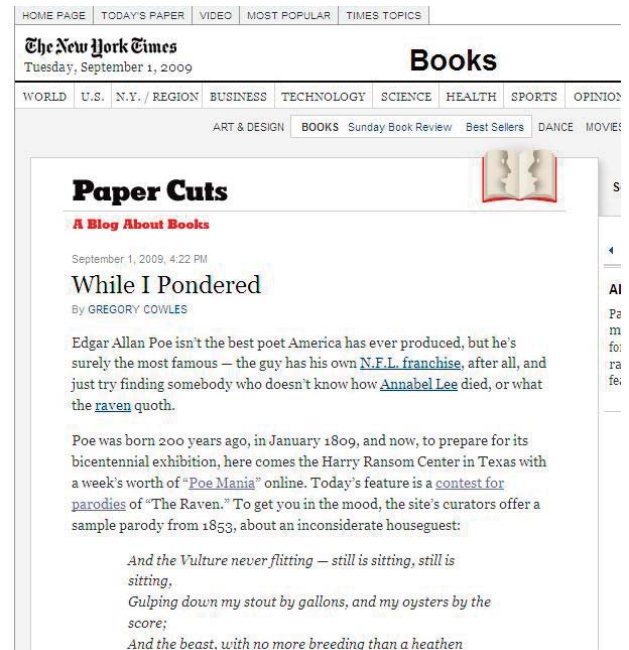 HOME PAGE TODAY'S PAPER VIDEO MOST POPULAR TIMES TOPICS
The New York Times
Books
Tuesday, September 1, 2009
WORLD U.S. N.Y. / REGION BUSINESS TECHNOLOGY SCIENCE HEALTH SPORTS OPINION
ART & DESIGN BOOKS Sunday Book Review Best Sellers DANCE MOVIES
Paper Cuts
A Blog About Books
September 1, 2009, 4:22 PM
While I Pondered
By GREGORY COWLES
Edgar Allan Poe isn't the best poet America has ever produced, but he's
surely the most famous — the guy has his own N.F.L. franchise, after all, and
just try finding somebody who doesn't know how Annabel Lee died, or what
the raven quoth.
Poe was born 200 years ago, in January 1809, and now, to prepare for its
bicentennial exhibition, here comes the Harry Ransom Center in Texas with
a week's worth of "Poe Mania" online. Today's feature is a contest for
parodies of "The Raven." To get you in the mood, the site's curators offer a
sample parody from 1853, about an inconsiderate houseguest:
And the Vulture never flitting — still is sitting, still is
sitting,
Gulping down my stout by gallons, and my oysters by the
score;
And the beast, with no more breeding than a heathen